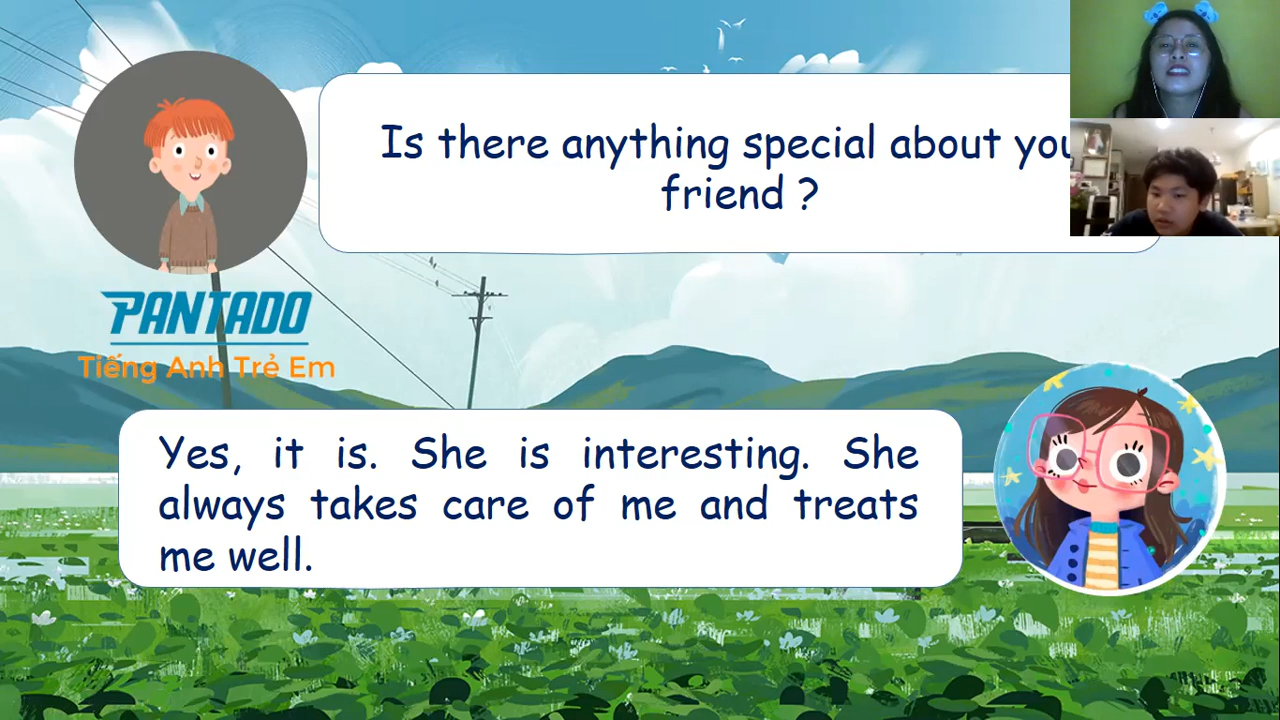 Is there anything special about you
friend ?
PANTADO
Tiếng Anh Trẻ Em
Yes, it is. She is interesting. She
always takes care of me and treats
me well.